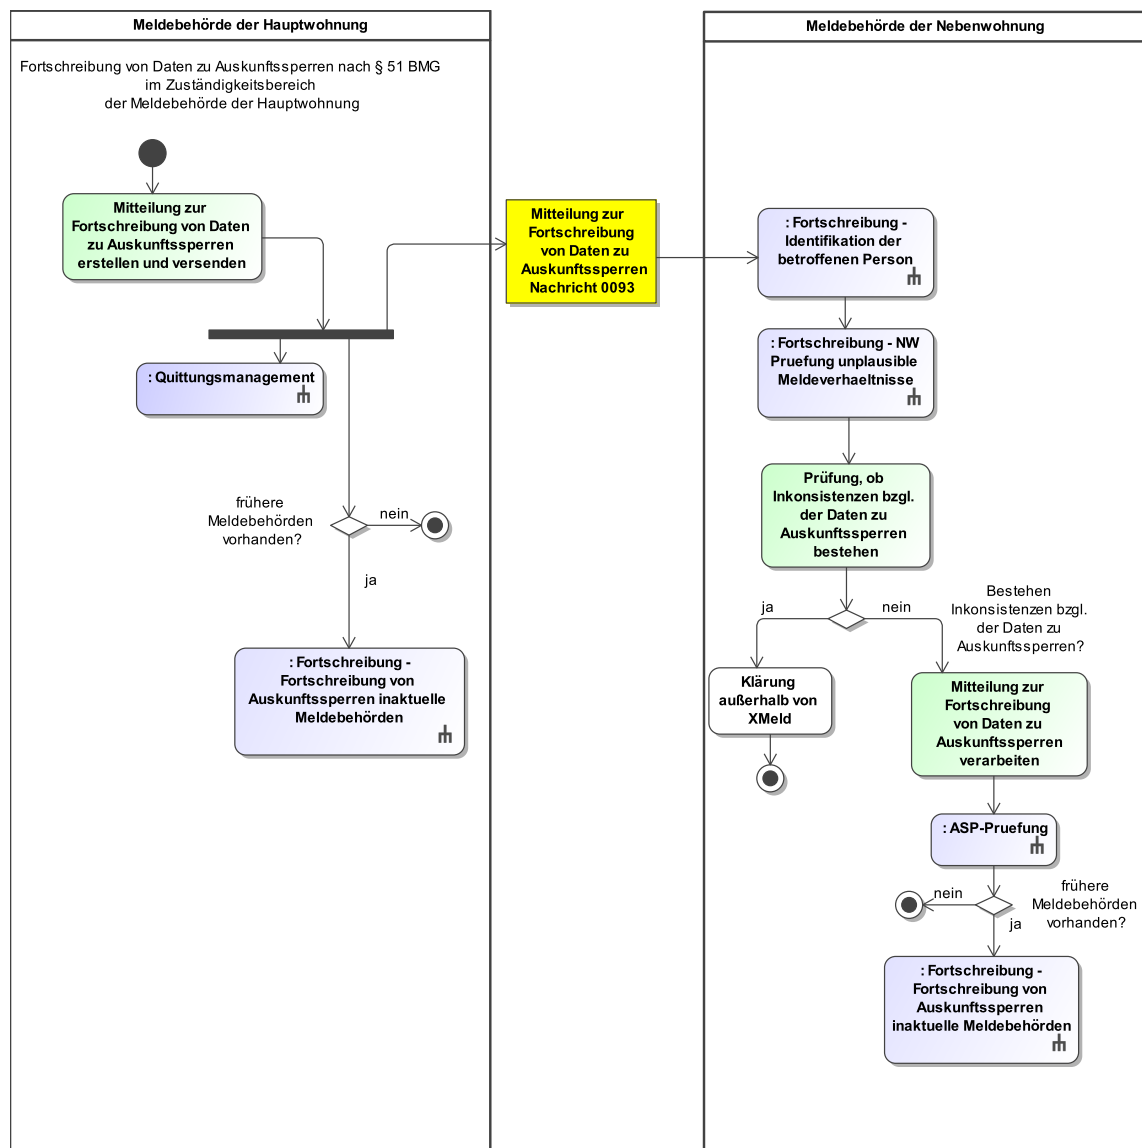 Meldebehörde der Hauptwohnung
Fortschreibung von Daten zu Auskunftssperren nach § 51 BMG
im Zuständigkeitsbereich
der Meldebehörde der Hauptwohnung
Mitteilung zur
Fortschreibung von Daten
zu Auskunftssperren
erstellen und versenden
: Quittungsmanagement
frühere
Meldebehörden
vorhanden?
nein
ja
: Fortschreibung -
Fortschreibung von
Auskunftssperren inaktuelle
Meldebehörden
Mitteilung zur
Fortschreibung
von Daten zu
Auskunftssperren
Nachricht 0093
Meldebehörde der Nebenwohnung
: Fortschreibung -
Identifikation der
betroffenen Person
: Fortschreibung - NW
Pruefung unplausible
Meldeverhaeltnisse
Prüfung, ob
Inkonsistenzen bzgl.
der Daten zu
Auskunftssperren
bestehen
ja
nein
Bestehen
Inkonsistenzen bzgl.
der Daten zu
Auskunftssperren?
Klärung
außerhalb von
XMeld
Mitteilung zur
Fortschreibung
von Daten zu
Auskunftssperren
verarbeiten
: ASP-Pruefung
nein
frühere
Meldebehörden
vorhanden?
ja
: Fortschreibung -
Fortschreibung von
Auskunftssperren
inaktuelle Meldebehörden